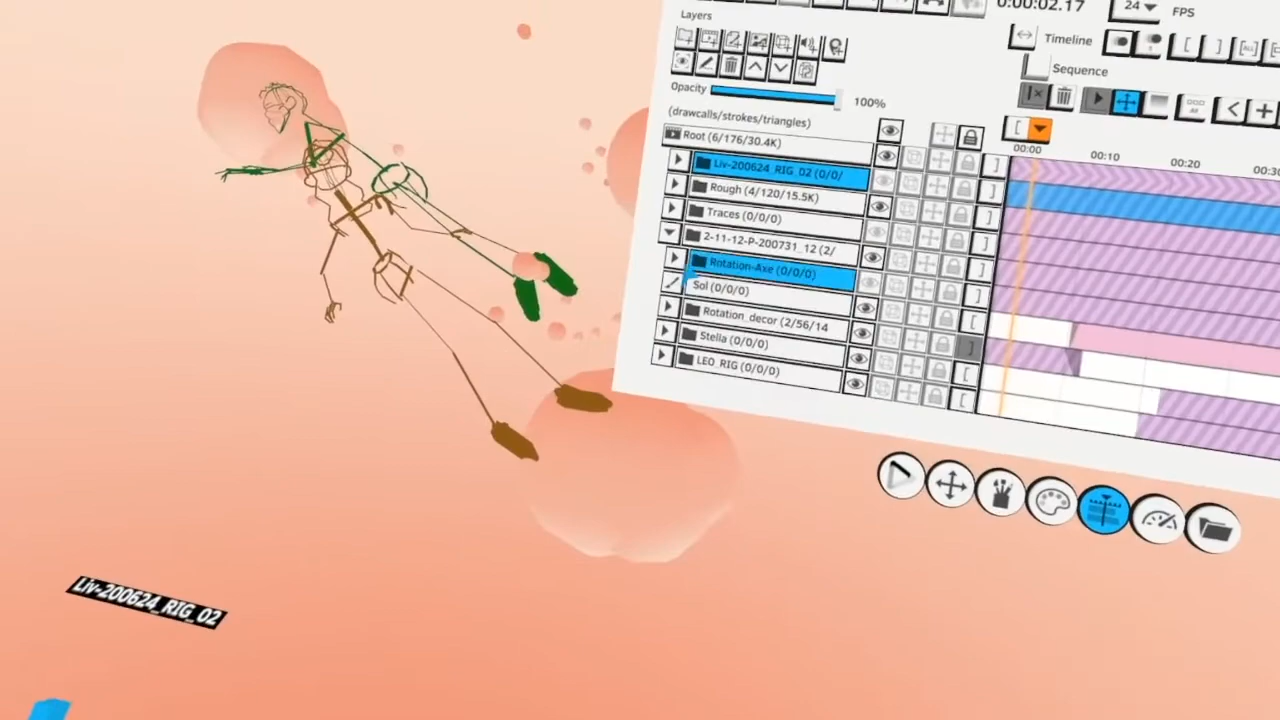 0:00:02.17
24
FPS
Layers
Timeline
[ALL]
Sequence
Opacity
100%
(drawcalls/strokes/triangles)
Root (6/176/30.4K)
00:00
00:10
00:20
Liv-200624_RIG_02 (0/0/
Rough (4/120/15.5K)
Traces (0/0/0)
2-11-12-P-200731_12 (2/
Rotation-Axe (0/0/0)
Sol (0/0/0)
Rotation_decor (2/56/14
Stella (0/0/0)
LEO_RIG (0/0/0)
Liv-200624_RIG_02